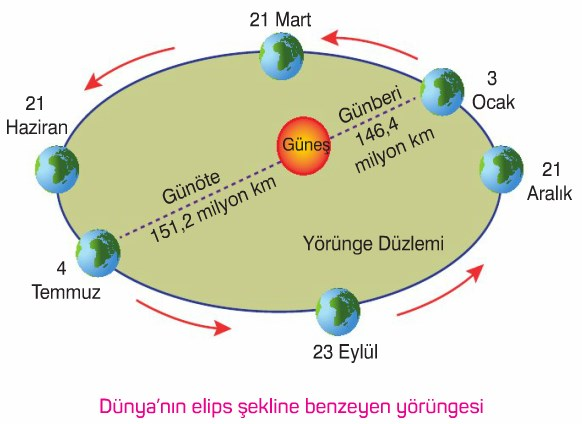 21 Mart
3
Ocak
21
Haziran
Günberi
146,4
milyon km
Güneş
Günöte
151,2 milyon km
21
Aralık
Yörünge Düzlemi
4
Temmuz
23 Eylül
Dünya'nın elips şekline benzeyen yörüngesi